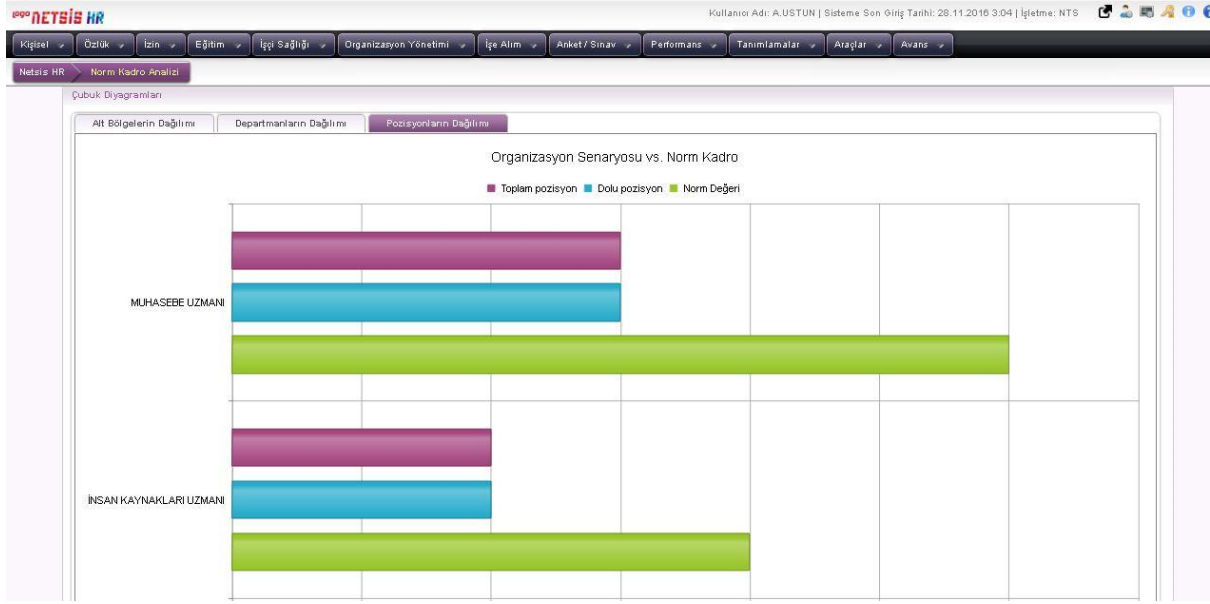 logo NETSİS HR
Kullanıcı Adı: A.USTUN | Sisteme Son Giriş Tarihi: 28.11.2016 3:04 | İşletme: NTS
Kişisel Özlük İzin Eğitim İşçi Sağlığı Organizasyon Yönetimi İşe Alım Anket / Sınav Performans Tanımlamalar Araçlar Avans
Netsis HR Norm Kadro Analizi
Çubuk Diyagramları
Alt Bölgelerin Dağılımı Departmanların Dağılımı Pozisyonların Dağılımı
Organizasyon Senaryosu vs. Norm Kadro
Toplam pozisyon Dolu pozisyon Norm Değeri
MUHASEBE UZMANI
İNSAN KAYNAKLARI UZMANI